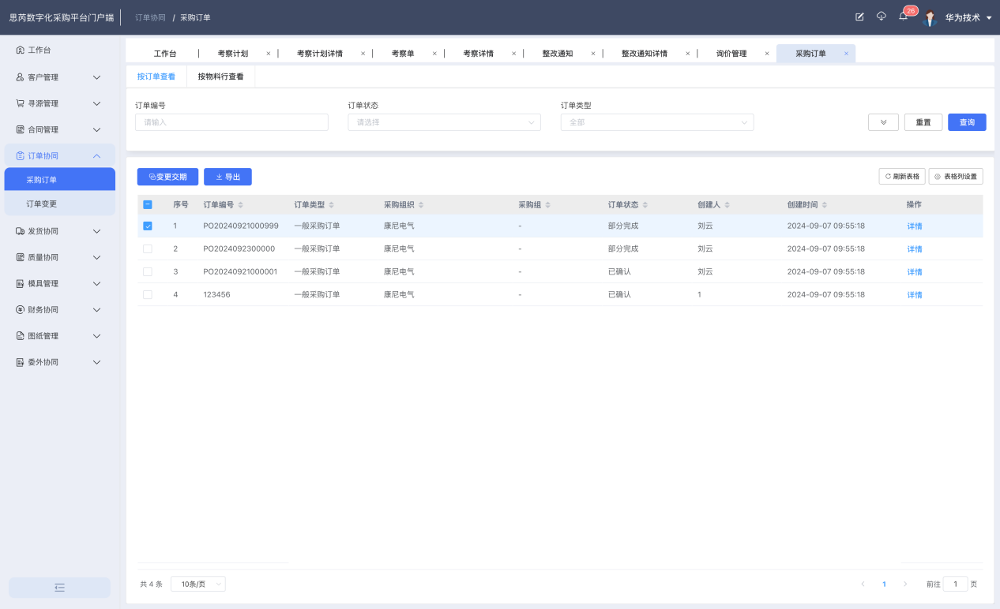 思芮数字化采购平台门户端 订单协同 / 采购订单 26 华为技术
工作台
客户管理
寻源管理
合同管理
订单协同
采购订单
订单变更
发货协同
质量协同
模具管理
财务协同
图纸管理
委外协同
工作台 考察计划 × 考察计划详情 × 考察单 × 考察详情 × 整改通知 × 整改通知详情 × 询价管理 × 采购订单 ×
按订单查看 按物料行查看
订单编号 订单状态 订单类型
请输入 请选择 全部 重置 查询
变更交期 导出 刷新表格 表格列设置
序号 订单编号 订单类型 采购组织 采购组 订单状态 创建人 创建时间 操作
1 PO20240921000999 一般采购订单 康尼电气 - 部分完成 刘云 2024-09-07 09:55:18 详情
2 PO2024092300000 一般采购订单 康尼电气 - 部分完成 刘云 2024-09-07 09:55:18 详情
3 PO20240921000001 一般采购订单 康尼电气 - 已确认 刘云 2024-09-07 09:55:18 详情
4 123456 一般采购订单 康尼电气 - 已确认 1 2024-09-07 09:55:18 详情
共 4 条 10条/页 1 前往 1 页